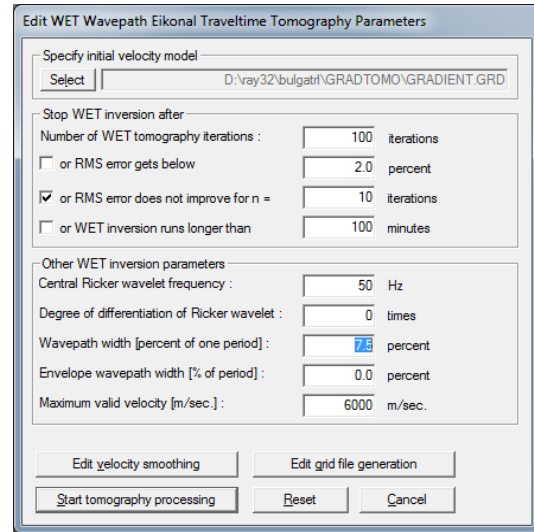 Edit WET Wavepath Eikonal Traveltime Tomography Parameters
Specify initial velocity model
Select D:\ray32\bulgatrl\GRADTOMO\GRADIENT.GRD
Stop WET inversion after
Number of WET tomography iterations : 100 iterations
or RMS error gets below 2.0 percent
or RMS error does not improve for n = 10 iterations
or WET inversion runs longer than 100 minutes
Other WET inversion parameters
Central Ricker wavelet frequency : 50 Hz
Degree of differentiation of Ricker wavelet : 0 times
Wavepath width [percent of one period] : 7.5 percent
Envelope wavepath width [% of period] : 0.0 percent
Maximum valid velocity [m/sec.] : 6000 m/sec.
Edit velocity smoothing Edit grid file generation
Start tomography processing Reset Cancel